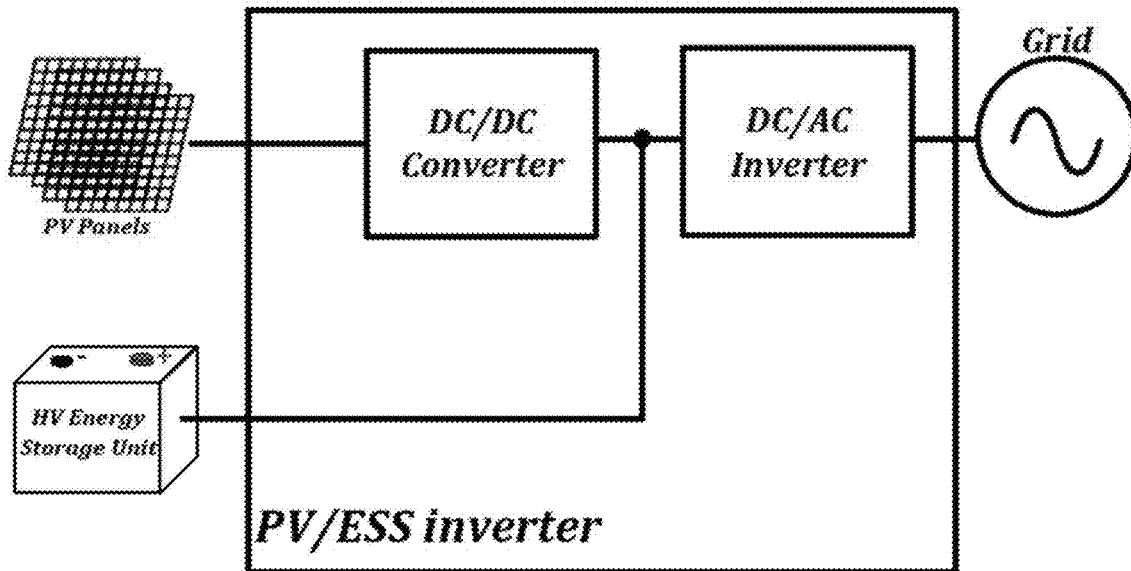 Grid
DC/DC
Converter
DC/AC
Inverter
PV Panels
- +
HV Energy
Storage Unit
PV/ESS inverter